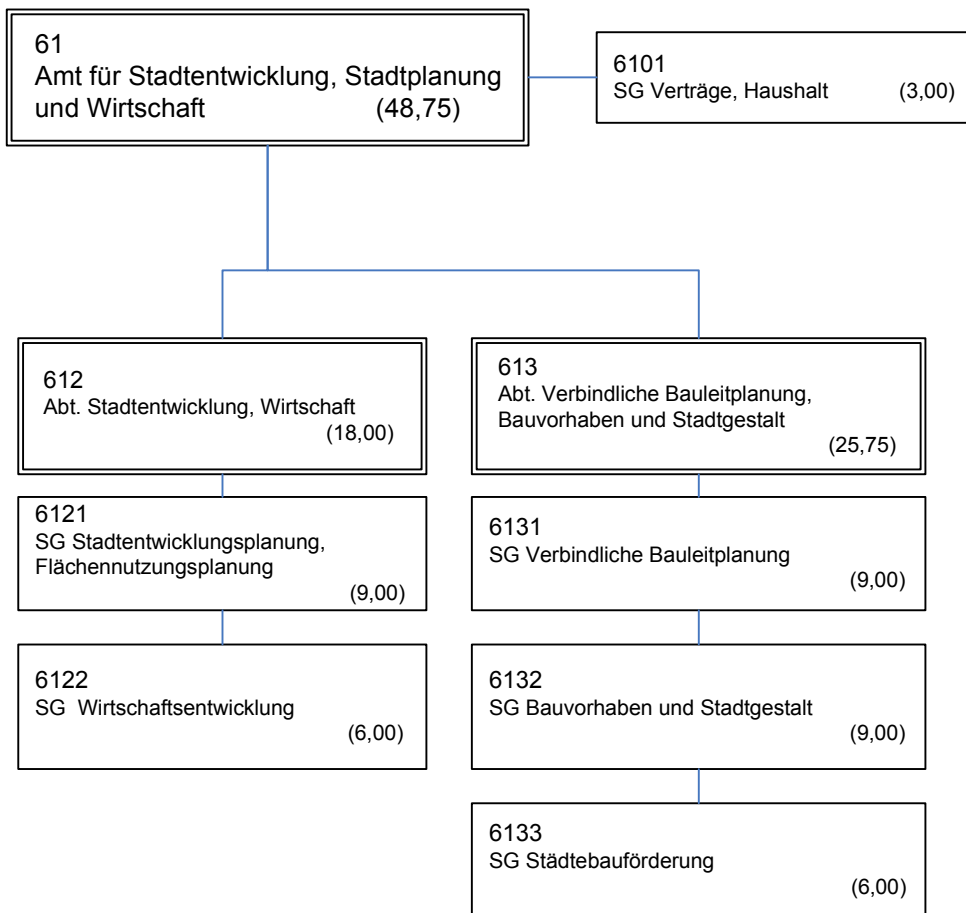 61
Amt für Stadtentwicklung, Stadtplanung
und Wirtschaft (48,75)
6101
SG Verträge, Haushalt (3,00)
612
Abt. Stadtentwicklung, Wirtschaft
(18,00)
613
Abt. Verbindliche Bauleitplanung,
Bauvorhaben und Stadtgestalt
(25,75)
6121
SG Stadtentwicklungsplanung,
Flächennutzungsplanung
(9,00)
6131
SG Verbindliche Bauleitplanung
(9,00)
6122
SG Wirtschaftsentwicklung
(6,00)
6132
SG Bauvorhaben und Stadtgestalt
(9,00)
6133
SG Städtebauförderung
(6,00)